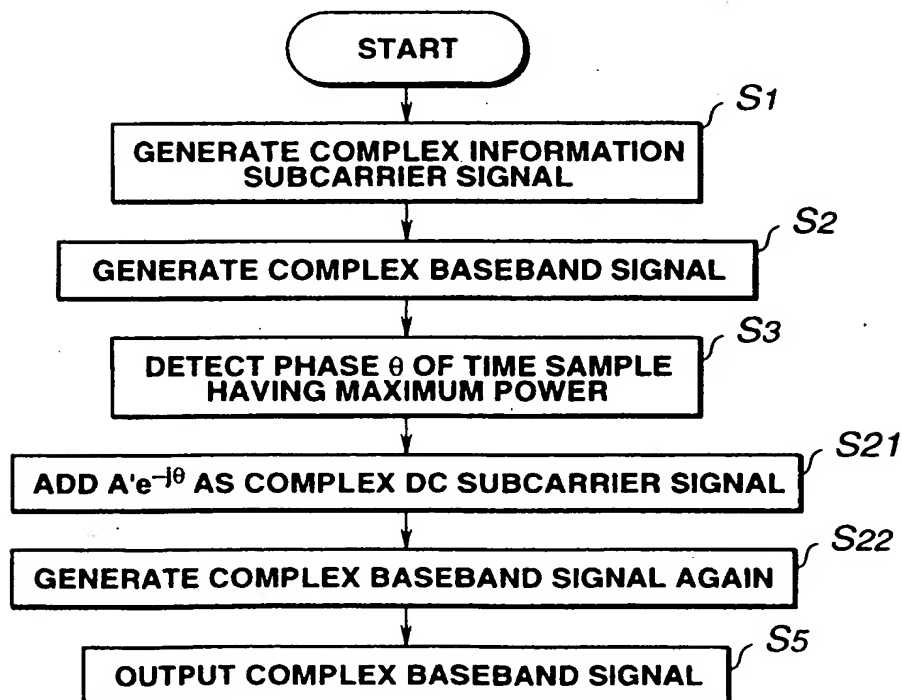 START
S1
GENERATE COMPLEX INFORMATION
SUBCARRIER SIGNAL
S2
GENERATE COMPLEX BASEBAND SIGNAL
S3
DETECT PHASE θ OF TIME SAMPLE
HAVING MAXIMUM POWER
S21
ADD A'e^–jθ AS COMPLEX DC SUBCARRIER SIGNAL
S22
GENERATE COMPLEX BASEBAND SIGNAL AGAIN
S5
OUTPUT COMPLEX BASEBAND SIGNAL